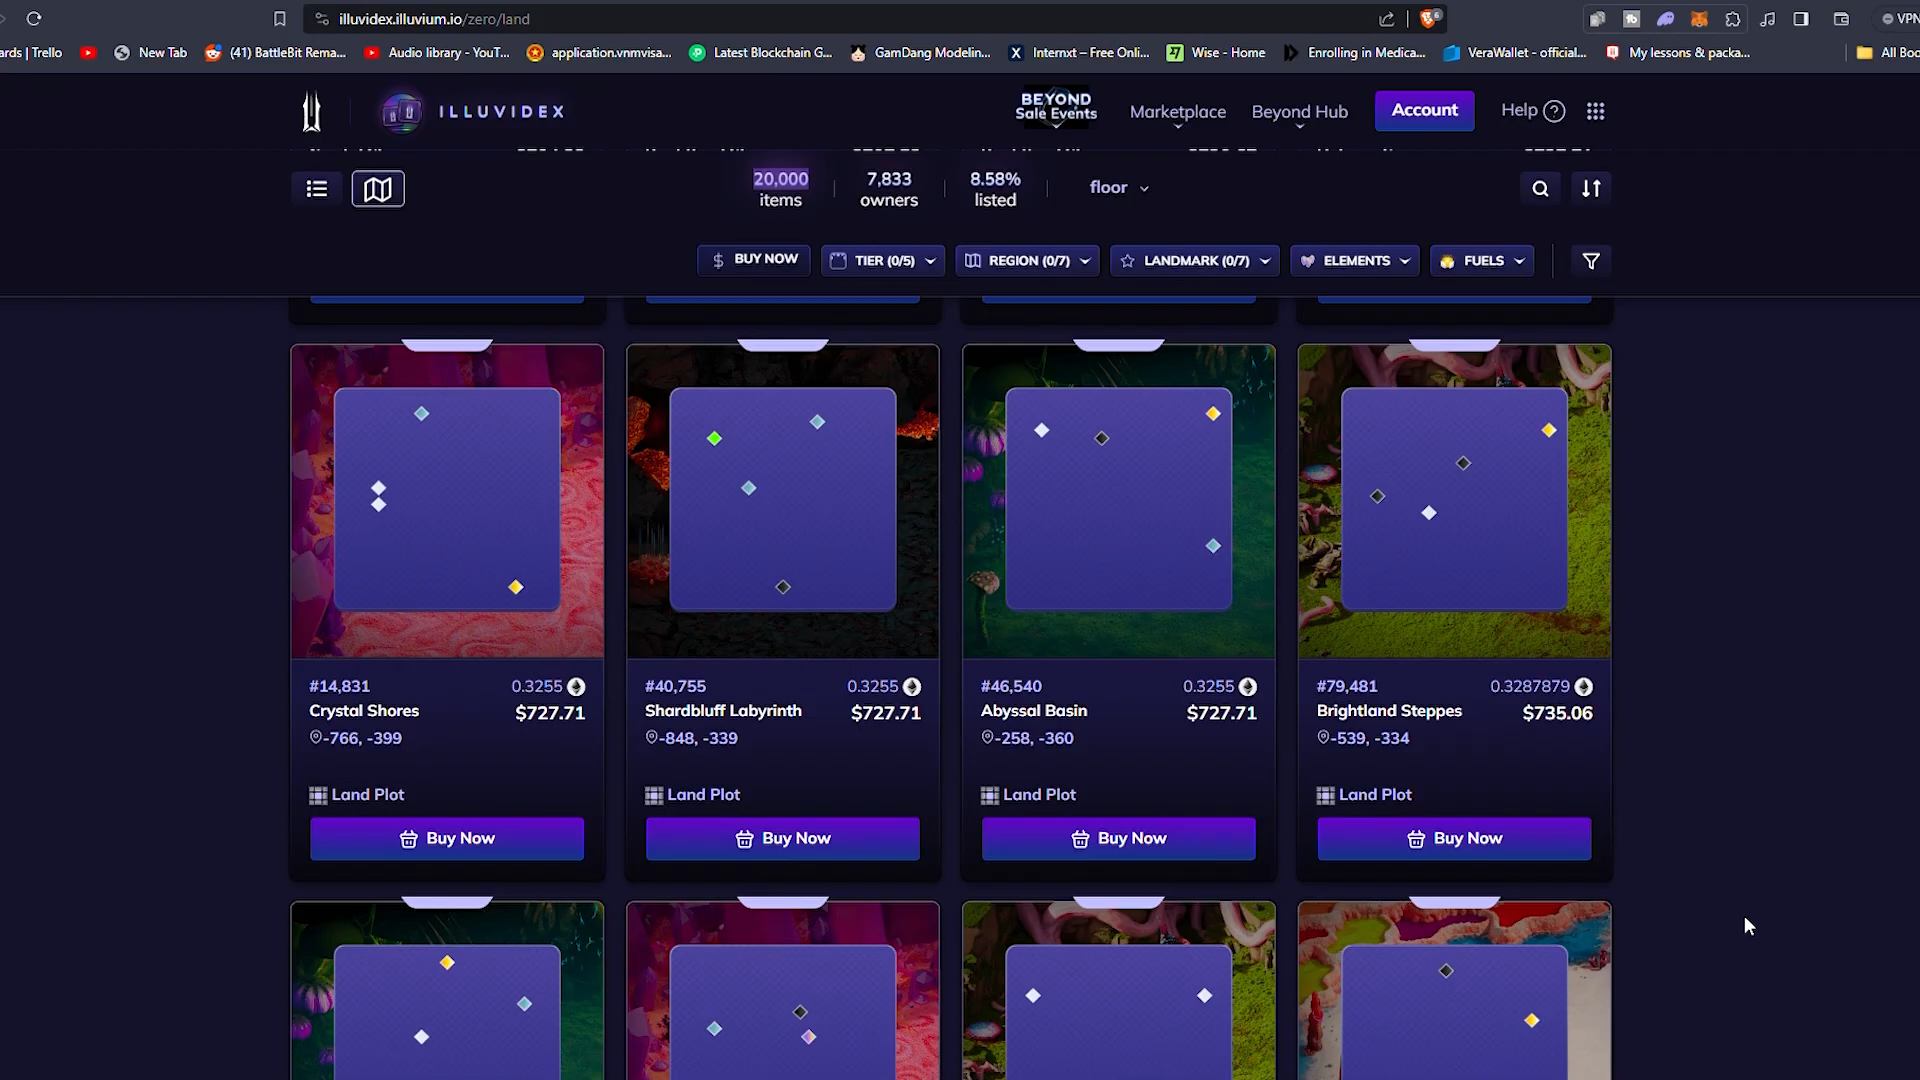 illuvidex.illuvium.io/zero/land
VPN
ards | Trello
New Tab
(41) BattleBit Rema...
Audio library - YouT...
application.vnmvisa...
Latest Blockchain G...
GamDang Modelin...
Internxt – Free Onli...
Wise - Home
Enrolling in Medica...
VeraWallet - official...
My lessons & packa...
All Boo
ILLUVIDEX
BEYOND
Sale Events
Marketplace
Beyond Hub
Account
Help ?
20,000
items
7,833
owners
8.58%
listed
floor
$ BUY NOW
TIER (0/5)
REGION (0/7)
LANDMARK (0/7)
ELEMENTS
FUELS
#14,831
0.3255
Crystal Shores
$727.71
-766, -399
Land Plot
Buy Now
#40,755
0.3255
Shardbluff Labyrinth
$727.71
-848, -339
Land Plot
Buy Now
#46,540
0.3255
Abyssal Basin
$727.71
-258, -360
Land Plot
Buy Now
#79,481
0.3287879
Brightland Steppes
$735.06
-539, -334
Land Plot
Buy Now